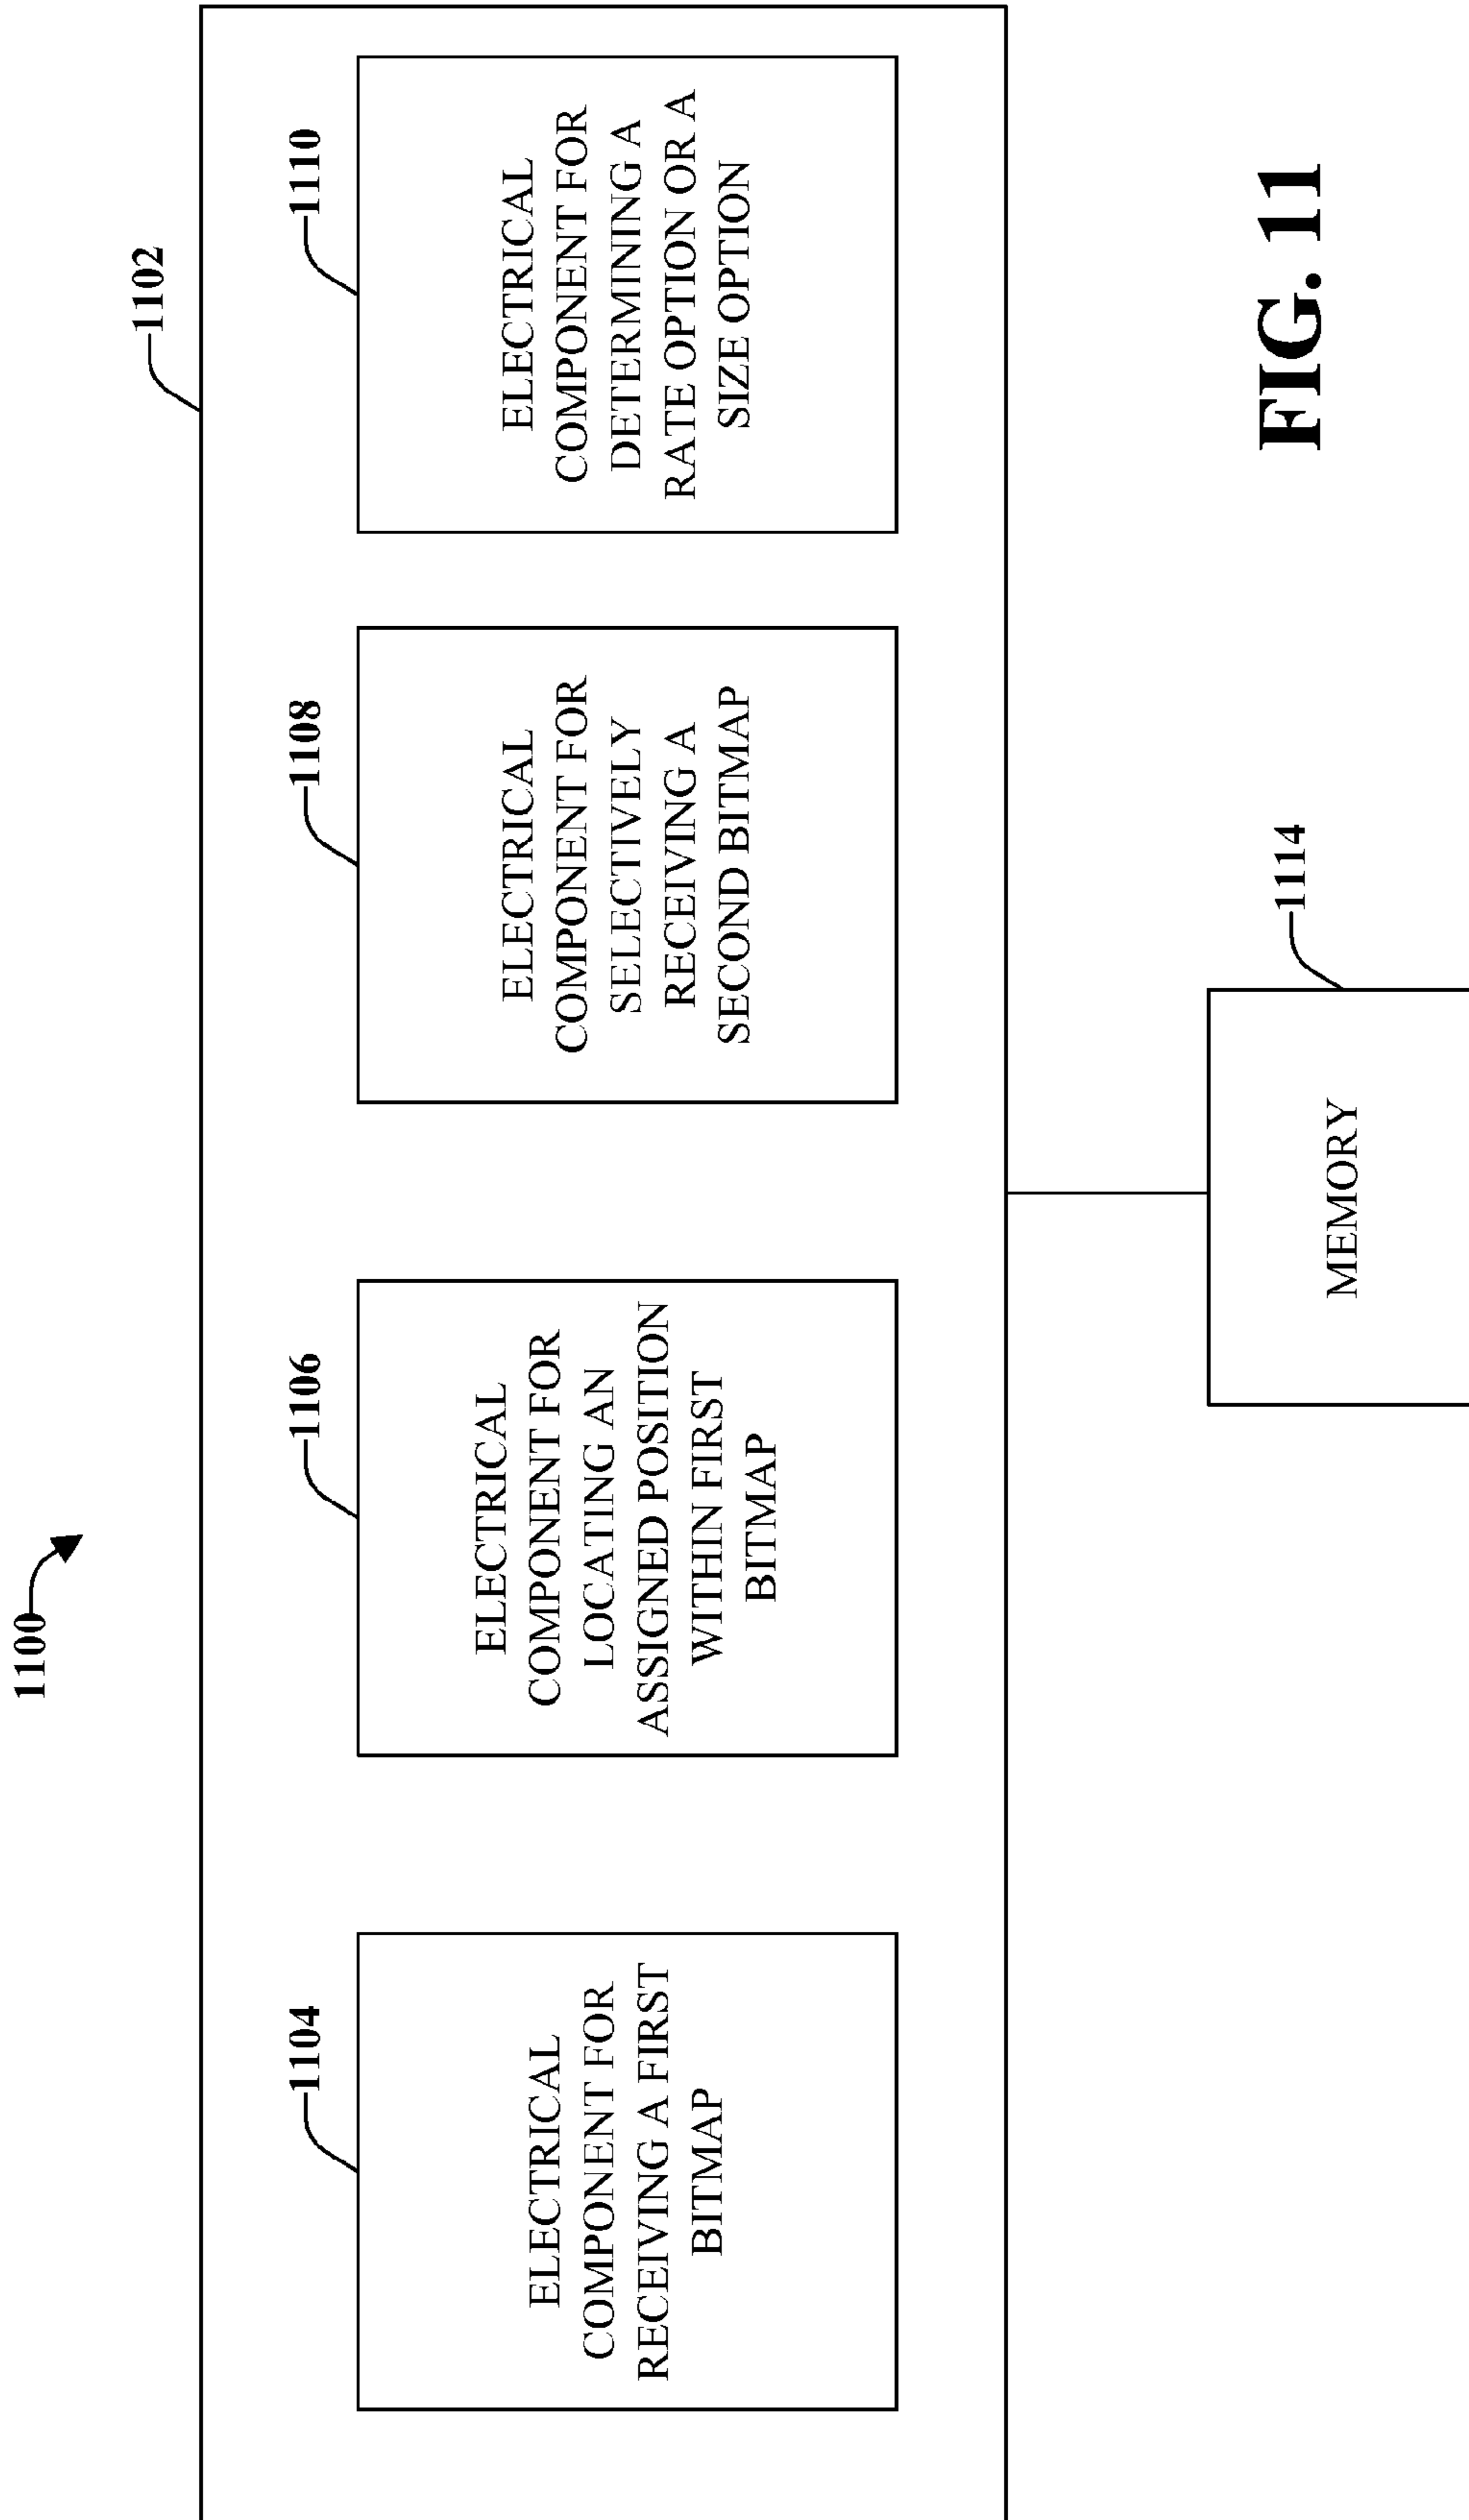 1100
1102
1104
ELECTRICAL
COMPONENT FOR
RECEIVING A FIRST
BITMAP
1106
ELECTRICAL
COMPONENT FOR
LOCATING AN
ASSIGNED POSITION
WITHIN FIRST
BITMAP
1108
ELECTRICAL
COMPONENT FOR
SELECTIVELY
RECEIVING A
SECOND BITMAP
1110
ELECTRICAL
COMPONENT FOR
DETERMINING A
RATE OPTION OR A
SIZE OPTION
1114
MEMORY
FIG. 11